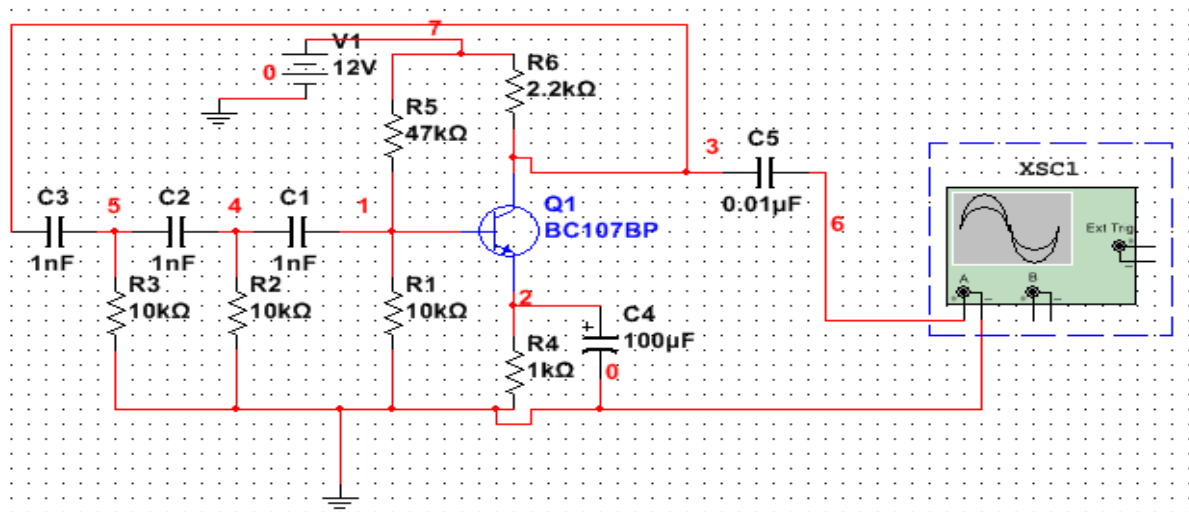 7
V1
12V
0
R6
2.2kΩ
R5
47kΩ
3
C5
0.01µF
XSC1
C3
1nF
5
C2
1nF
4
C1
1nF
1
Q1
BC107BP
6
Ext Trg
+
−
A
B
+ −
+ −
R3
10kΩ
R2
10kΩ
R1
10kΩ
2
C4
100µF
+
R4
1kΩ
0